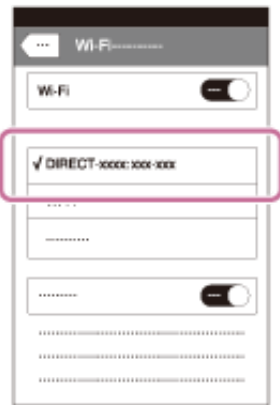 ... Wi-Fi----------
Wi-Fi
√ DIRECT-xxxx: xxx-xxx